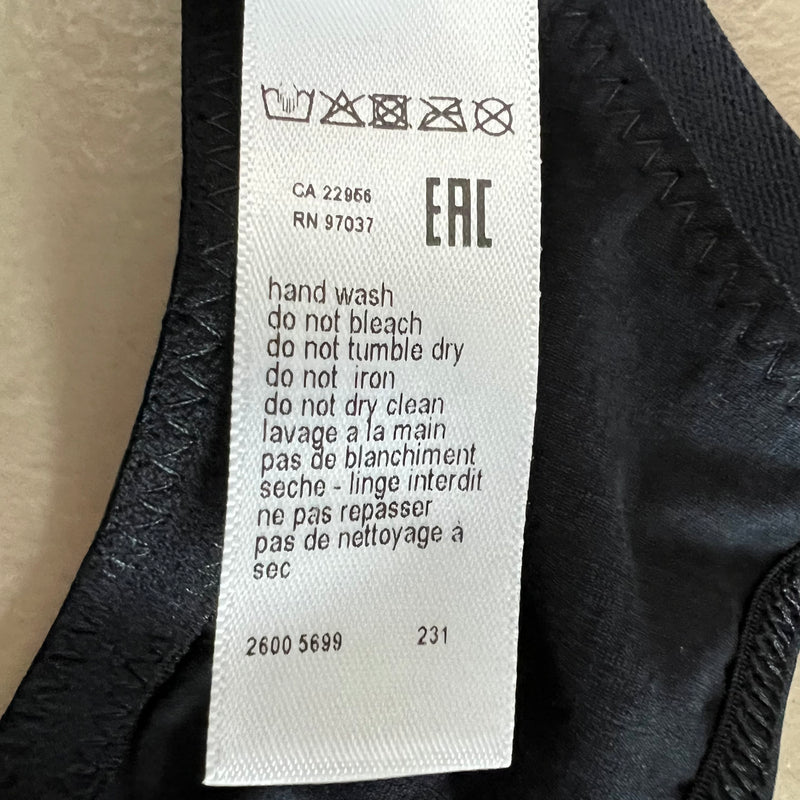 CA 22966
RN 97037
EAC
hand wash
do not bleach
do not tumble dry
do not iron
do not dry clean
lavage a la main
pas de blanchiment
seche - linge interdit
ne pas repasser
pas de nettoyage à
sec
2600 5699 231